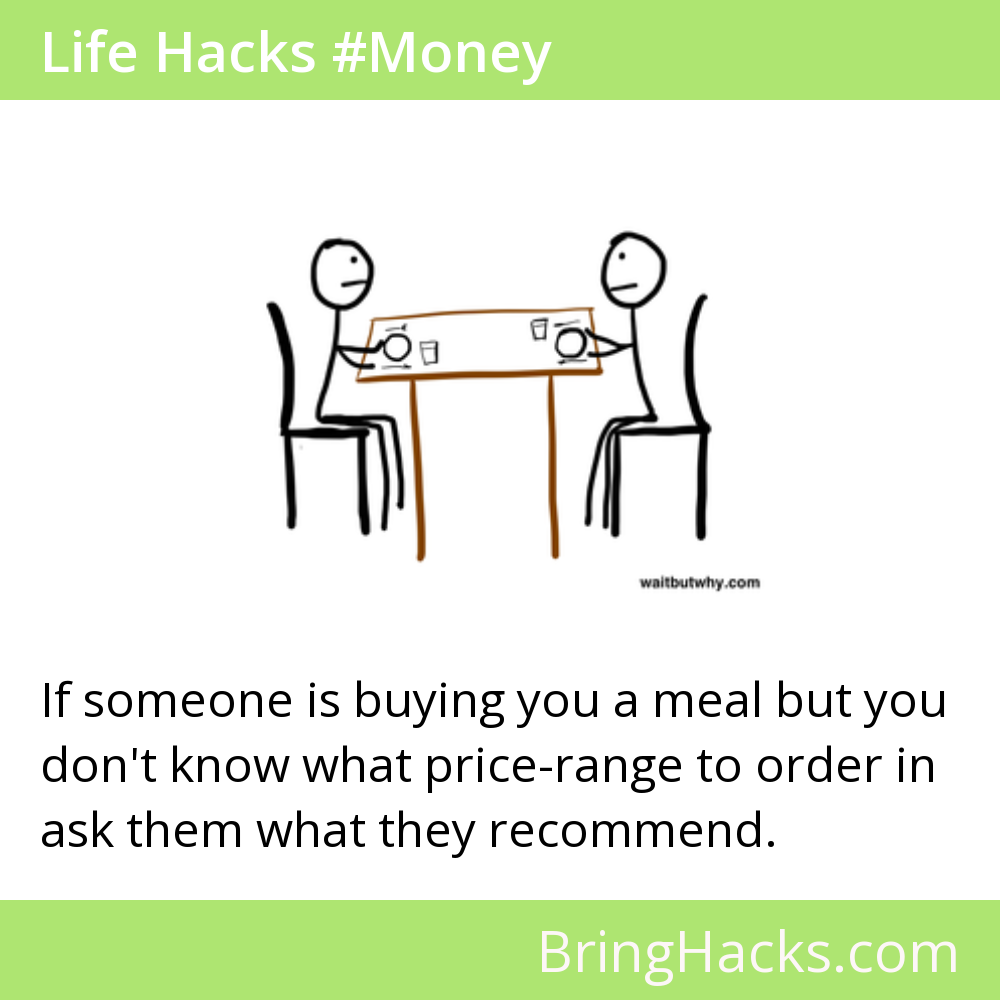 Life Hacks #Money
waitbutwhy.com
If someone is buying you a meal but you
don't know what price-range to order in
ask them what they recommend.
BringHacks.com